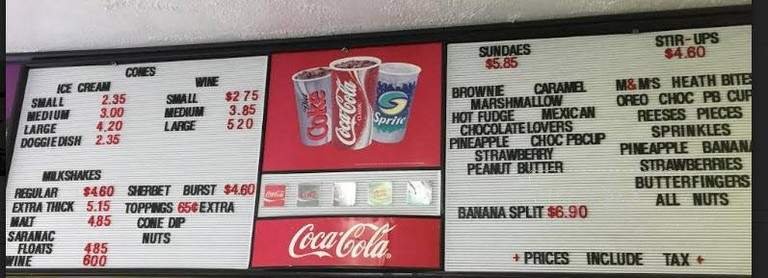 CONES
ICE CREAM
SMALL 2.35
MEDIUM 3.00
LARGE 4.20
DOGGIE DISH 2.35
WINE
SMALL $2 75
MEDIUM 3.85
LARGE 5 20
MILKSHAKES
REGULAR $4.60
EXTRA THICK 5.15
MALT 4.85
SARANAC
FLOATS 4 85
WINE 6 00
SHERBET BURST $4.60
TOPPINGS 65¢ EXTRA
CONE DIP
NUTS
Coke
Coca-Cola
Sprite
Coca-Cola
SUNDAES
$5.85
BROWNIE CARAMEL
MARSHMALLOW
HOT FUDGE MEXICAN
CHOCOLATE LOVERS
PINEAPPLE CHOC PBCUP
STRAWBERRY
PEANUT BUTTER
BANANA SPLIT $6.90
STIR-UPS
$4.60
M&M'S HEATH BITES
OREO CHOC PB CUP
REESES PIECES
SPRINKLES
PINEAPPLE BANANA
STRAWBERRIES
BUTTERFINGERS
ALL NUTS
+ PRICES INCLUDE TAX +